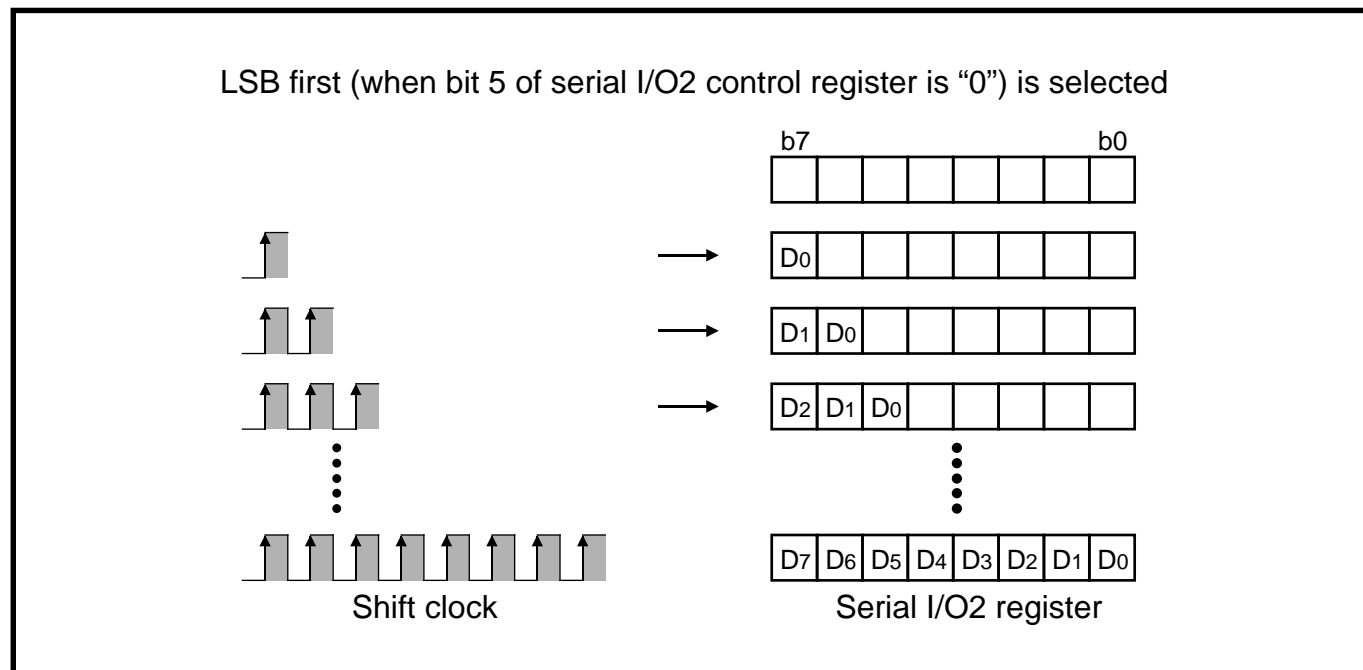 LSB first (when bit 5 of serial I/O2 control register is “0”) is selected
b7 b0
D0
D1 D0
D2 D1 D0
D7 D6 D5 D4 D3 D2 D1 D0
Shift clock Serial I/O2 register